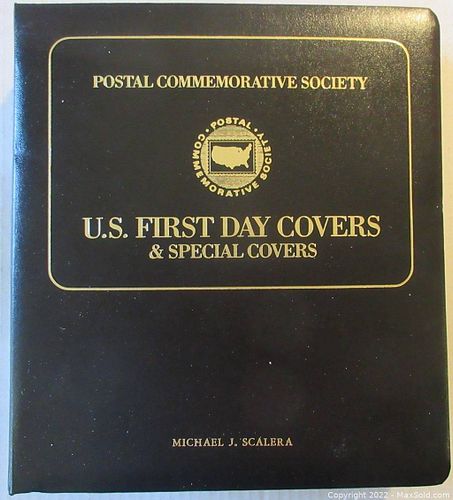 POSTAL COMMEMORATIVE SOCIETY
• POSTAL •
COMMEMORATIVE SOCIETY
U.S. FIRST DAY COVERS
& SPECIAL COVERS
MICHAEL J. SCALERA
Copyright 2022 - MaxSold.com